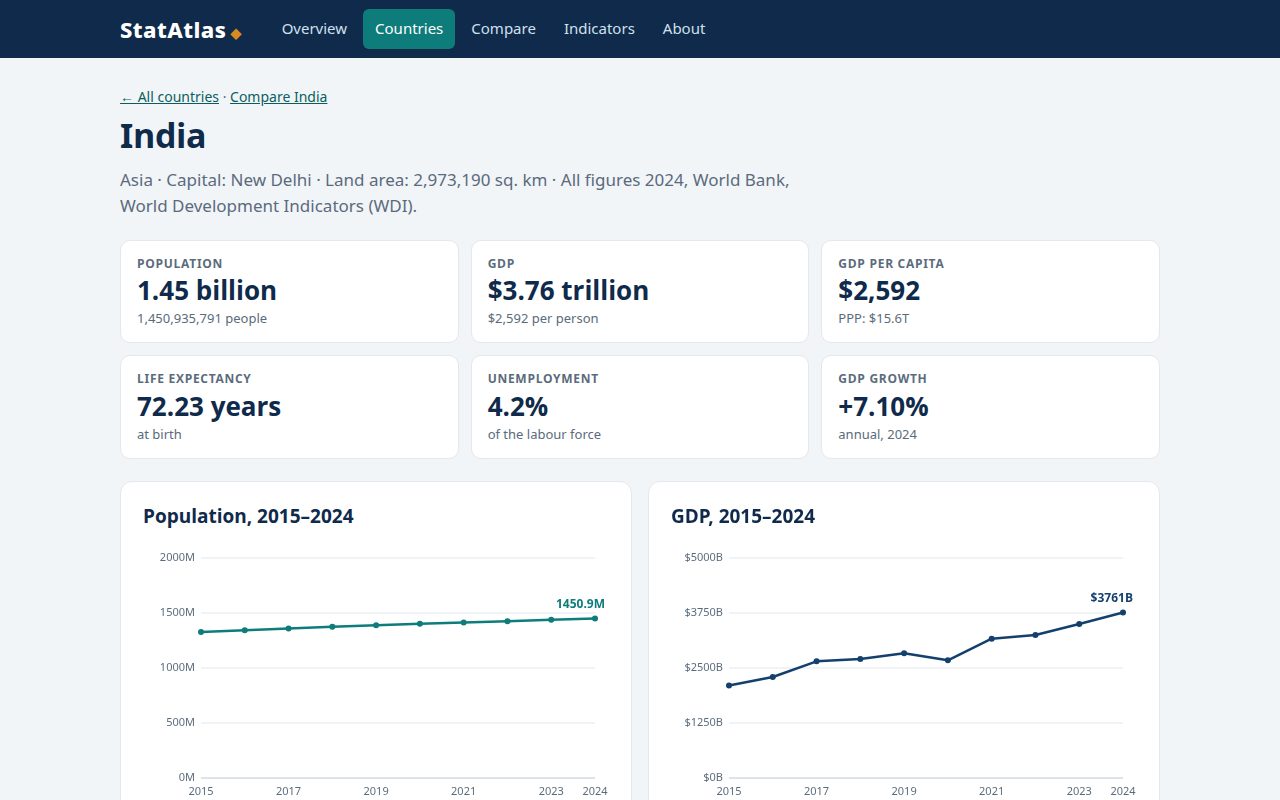 StatAtlas
Overview
Countries
Compare
Indicators
About
← All countries · Compare India
India
Asia · Capital: New Delhi · Land area: 2,973,190 sq. km · All figures 2024, World Bank,
World Development Indicators (WDI).
POPULATION
1.45 billion
1,450,935,791 people
GDP
$3.76 trillion
$2,592 per person
GDP PER CAPITA
$2,592
PPP: $15.6T
LIFE EXPECTANCY
72.23 years
at birth
UNEMPLOYMENT
4.2%
of the labour force
GDP GROWTH
+7.10%
annual, 2024
Population, 2015–2024
2000M
1500M
1000M
500M
0M
1450.9M
2015
2017
2019
2021
2023
2024
GDP, 2015–2024
$5000B
$3750B
$2500B
$1250B
$0B
$3761B
2015
2017
2019
2021
2023
2024